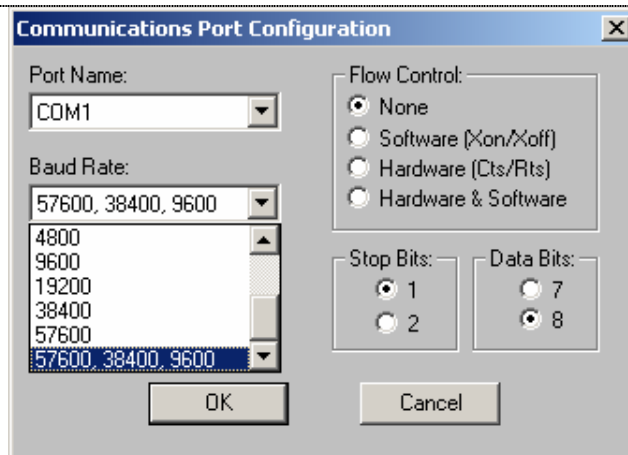 Communications Port Configuration
Port Name:
COM1
Baud Rate:
57600, 38400, 9600
4800
9600
19200
38400
57600
57600, 38400, 9600
Flow Control:
None
Software (Xon/Xoff)
Hardware (Cts/Rts)
Hardware & Software
Stop Bits:
1
2
Data Bits:
7
8
OK
Cancel